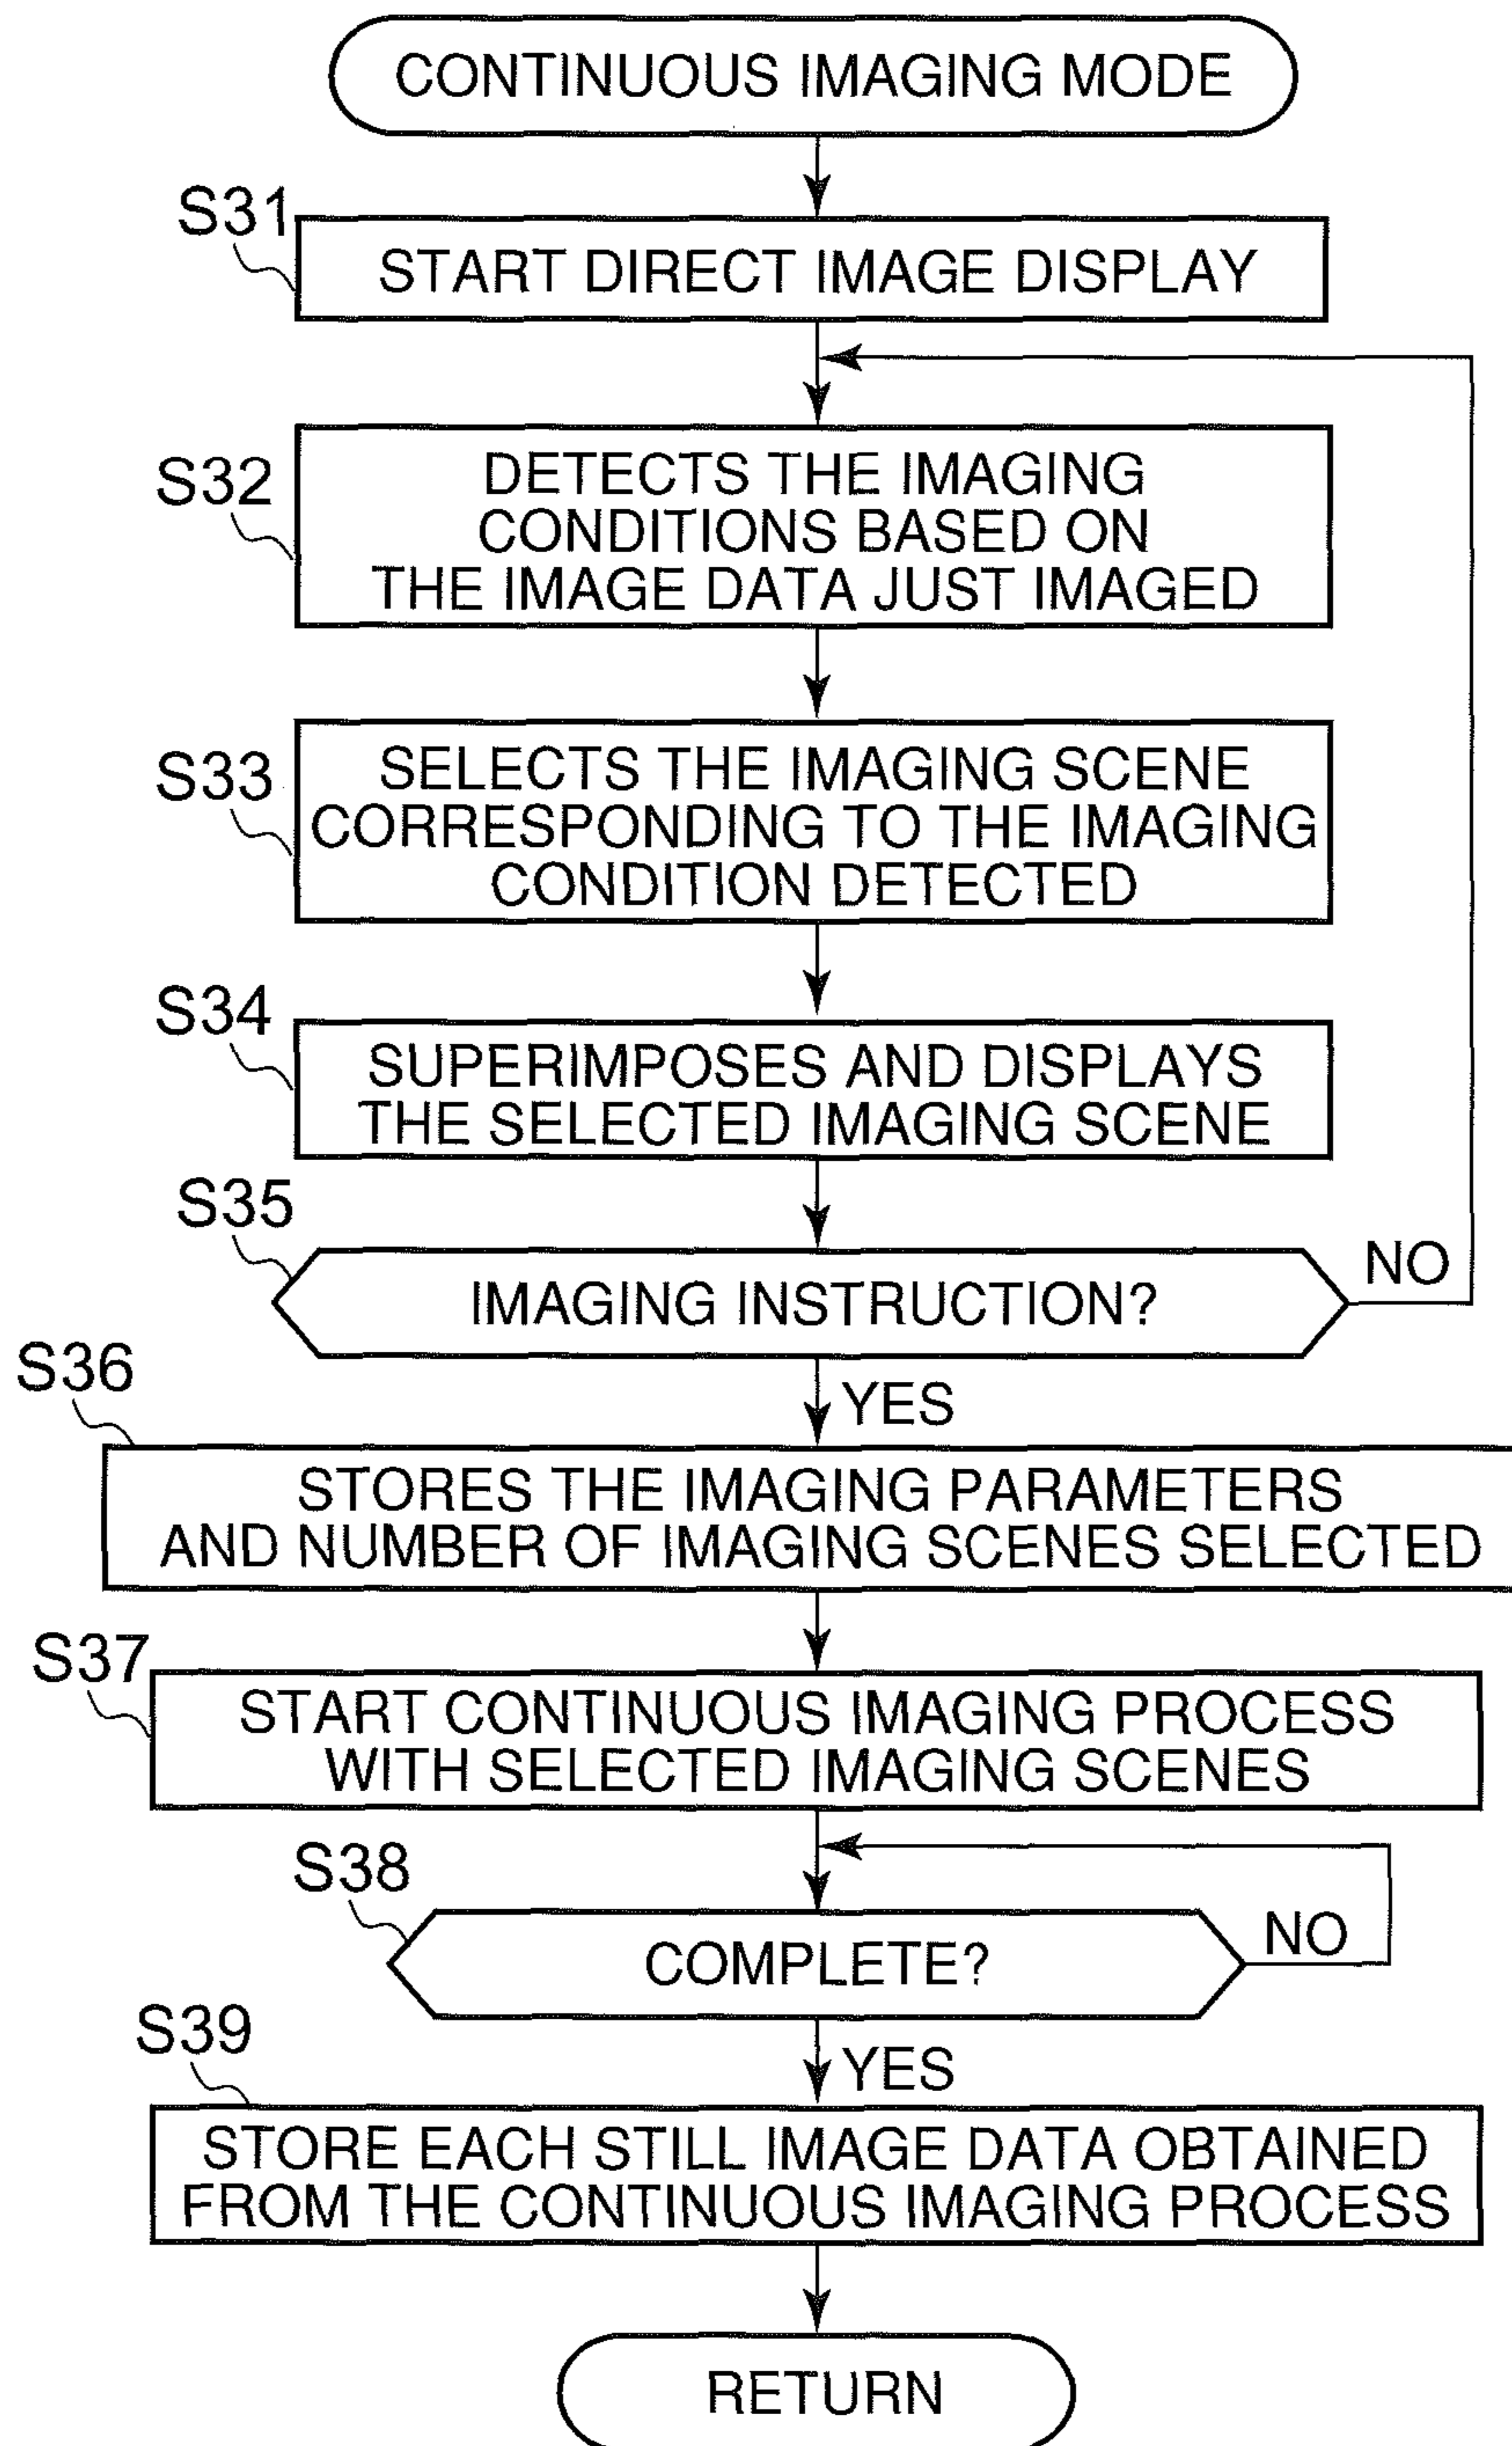 CONTINUOUS IMAGING MODE
S31
START DIRECT IMAGE DISPLAY
S32
DETECTS THE IMAGING
CONDITIONS BASED ON
THE IMAGE DATA JUST IMAGED
S33
SELECTS THE IMAGING SCENE
CORRESPONDING TO THE IMAGING
CONDITION DETECTED
S34
SUPERIMPOSES AND DISPLAYS
THE SELECTED IMAGING SCENE
S35
IMAGING INSTRUCTION?
NO
YES
S36
STORES THE IMAGING PARAMETERS
AND NUMBER OF IMAGING SCENES SELECTED
S37
START CONTINUOUS IMAGING PROCESS
WITH SELECTED IMAGING SCENES
S38
COMPLETE?
NO
YES
S39
STORE EACH STILL IMAGE DATA OBTAINED
FROM THE CONTINUOUS IMAGING PROCESS
RETURN